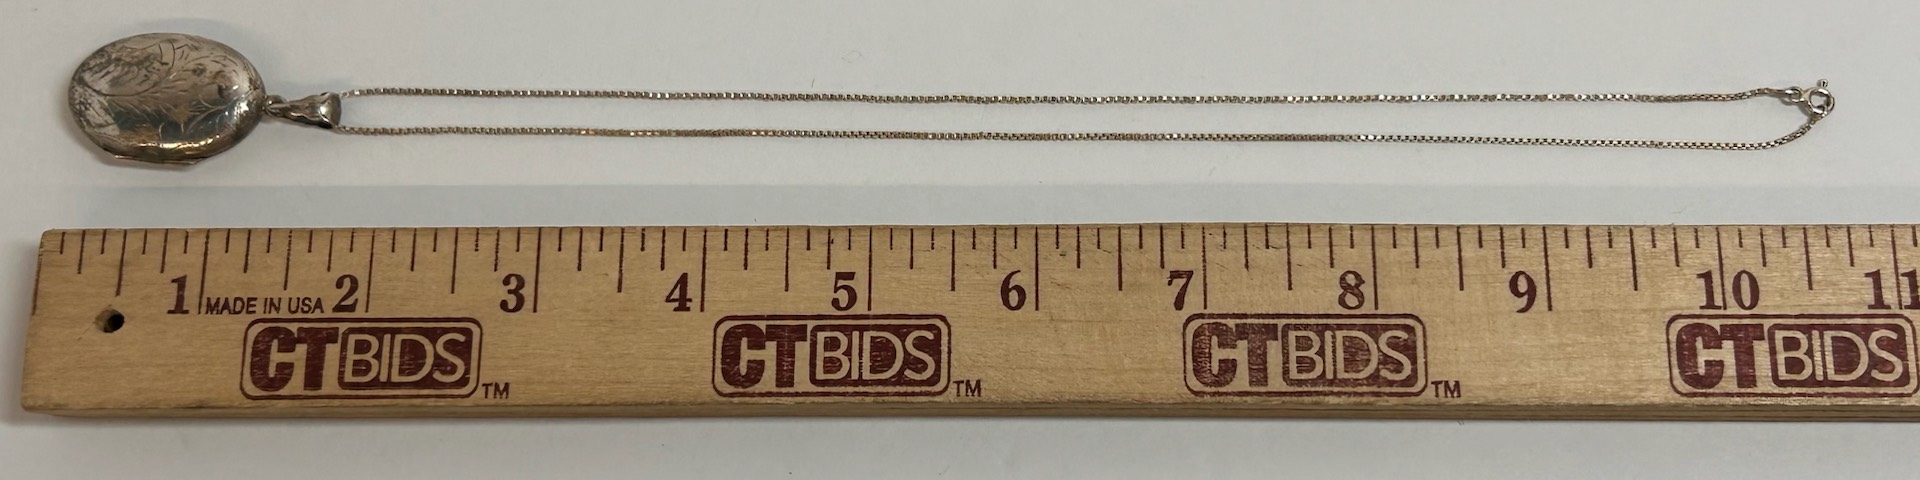 1 2 3 4 5 6 7 8 9 10 11
MADE IN USA
CTBIDS TM CTBIDS TM CTBIDS TM CTBIDS